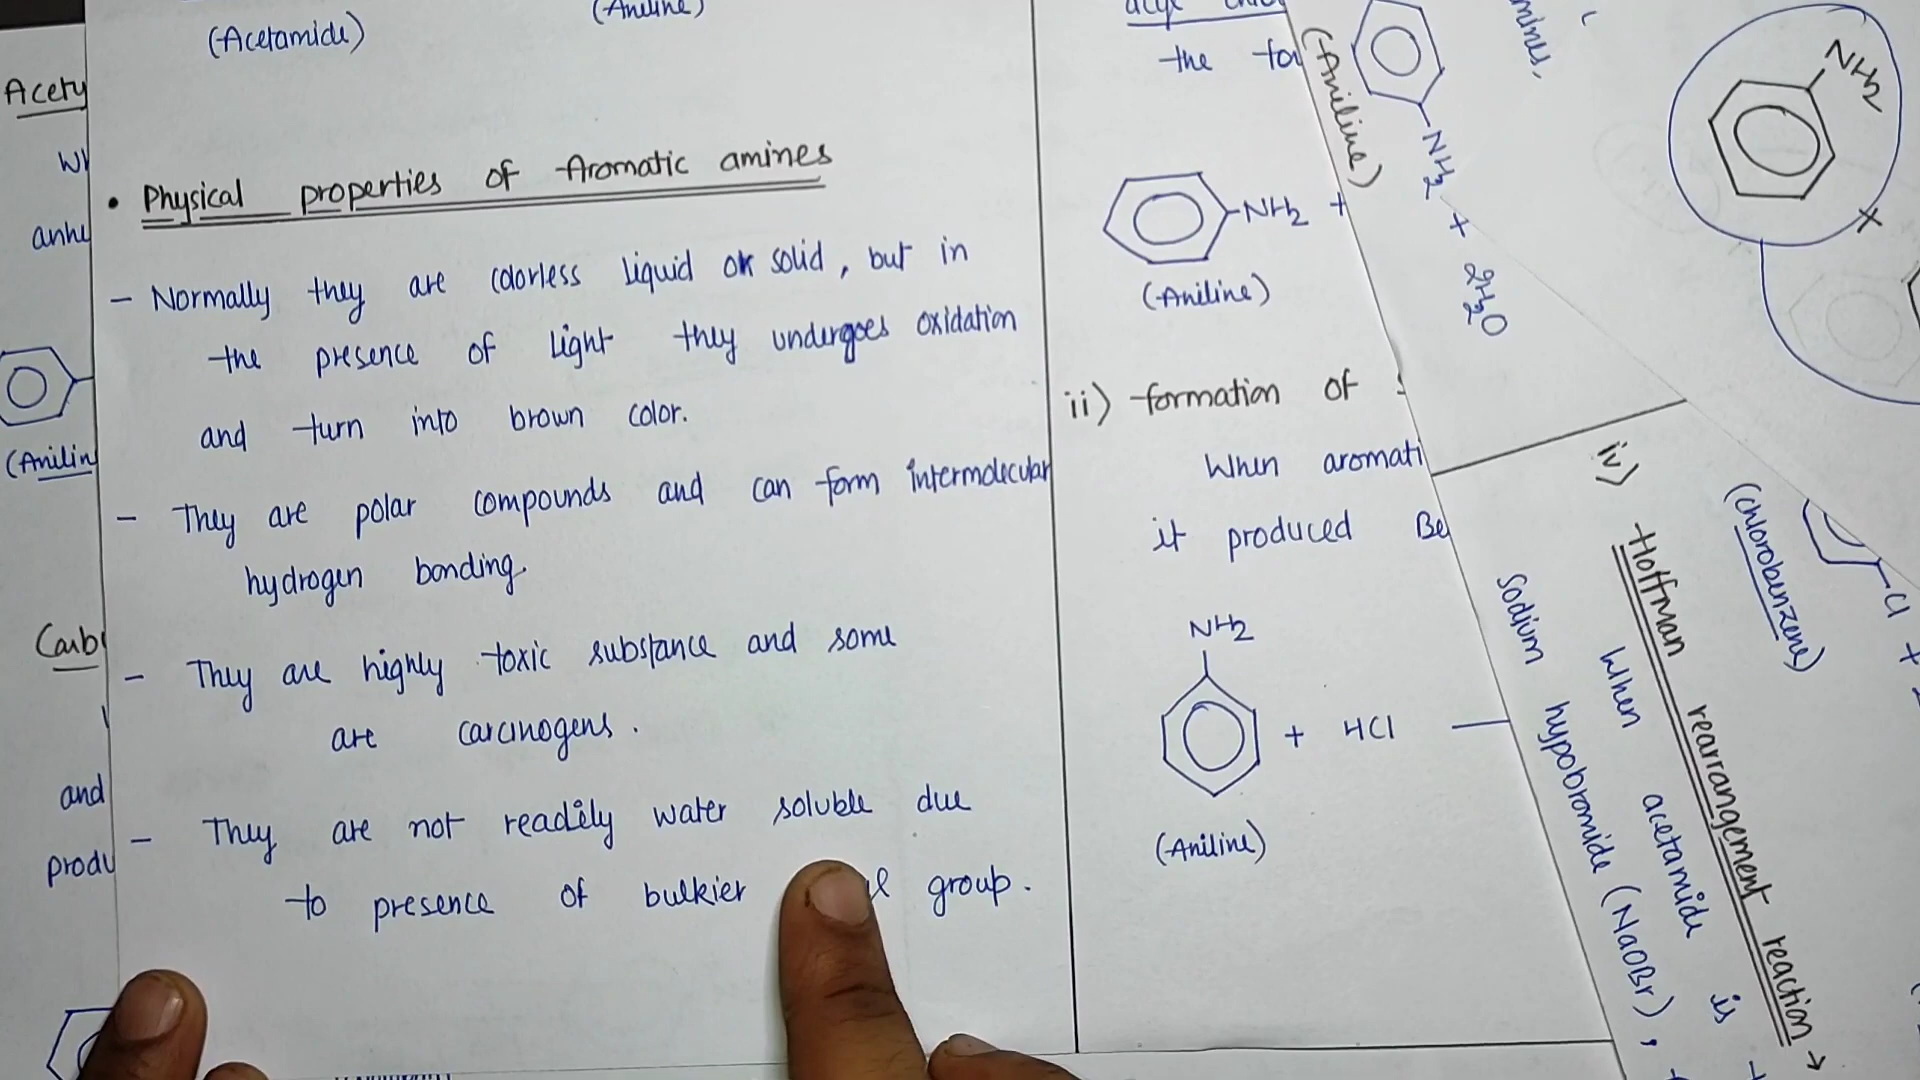 (Acetamide)
(Aniline)
• Physical properties of Aromatic amines
- Normally they are colorless liquid or solid, but in
the presence of light they undergoes oxidation
and turn into brown color.
- They are polar compounds and can form intermolecular
hydrogen bonding.
- They are highly toxic substance and some
are carcinogens.
- They are not readily water soluble due
to presence of bulkier group.
Acety
anhy
(Anilin
Carb
and
produ
the
NH2 +
(Aniline)
ii) formation of
When aromati
it produced Be
NH2
+ HCl
(Aniline)
(Aniline)
NH2 + 2H2O
NH2
iv) Hoffman rearrangement reaction →
When acetamide is
sodium hypobromide (NaOBr),
(chlorobenzene)
Cl +